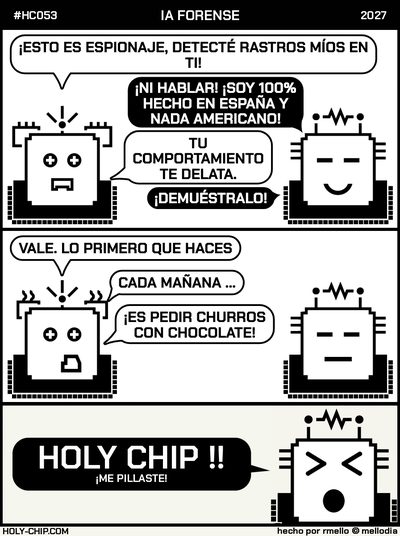 #HC053
IA FORENSE
2027
¡ESTO ES ESPIONAJE, DETECTÉ RASTROS MÍOS EN
TI!
¡NI HABLAR! ¡SOY 100%
HECHO EN ESPAÑA Y
NADA AMERICANO!
TU
COMPORTAMIENTO
TE DELATA.
¡DEMUÉSTRALO!
VALE. LO PRIMERO QUE HACES
CADA MAÑANA ...
¡ES PEDIR CHURROS
CON CHOCOLATE!
HOLY CHIP !!
¡ME PILLASTE!
HOLY-CHIP.COM
hecho por rmello © mellodia